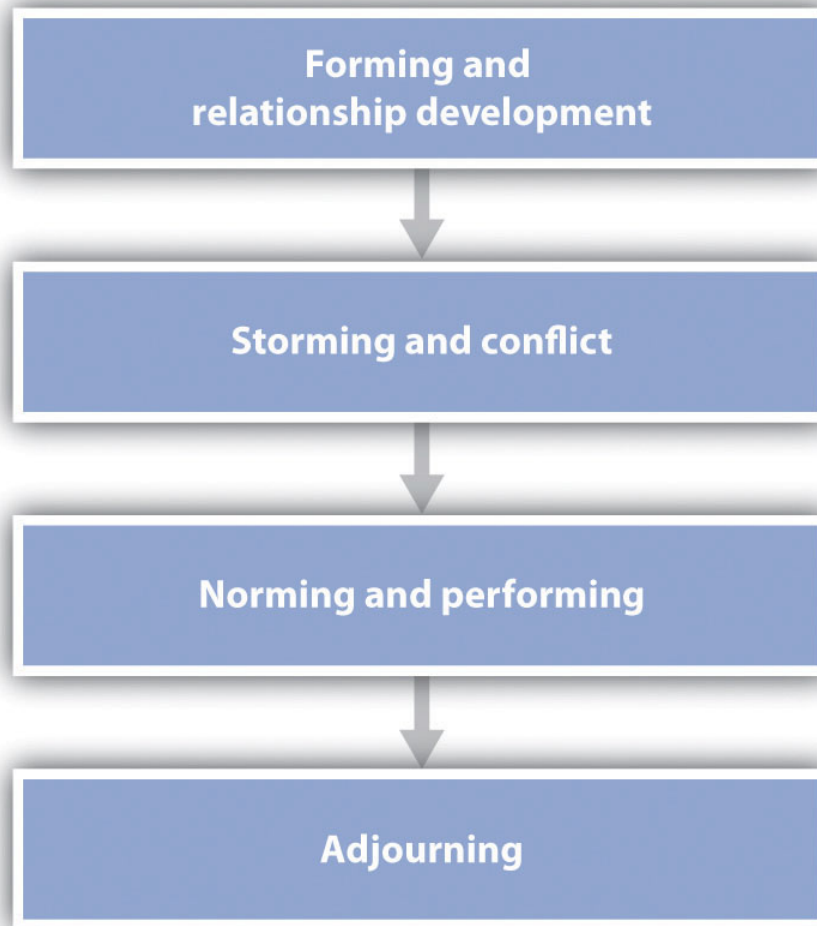 Forming and
relationship development
Storming and conflict
Norming and performing
Adjourning